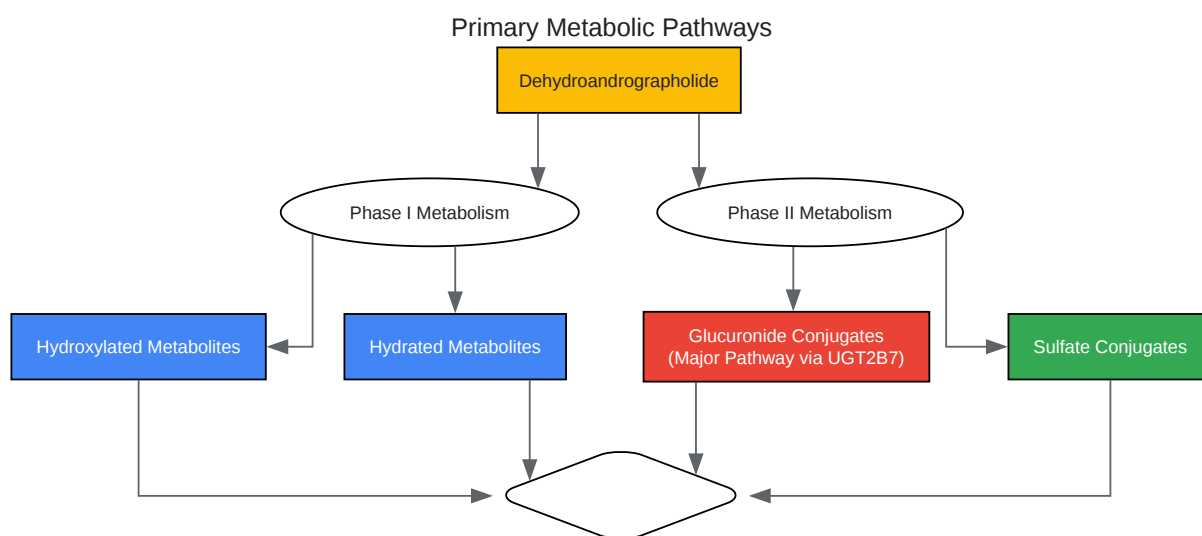 Primary Metabolic Pathways
Dehydroandrographolide
Phase I Metabolism
Phase II Metabolism
Hydroxylated Metabolites
Hydrated Metabolites
Glucuronide Conjugates
(Major Pathway via UGT2B7)
Sulfate Conjugates